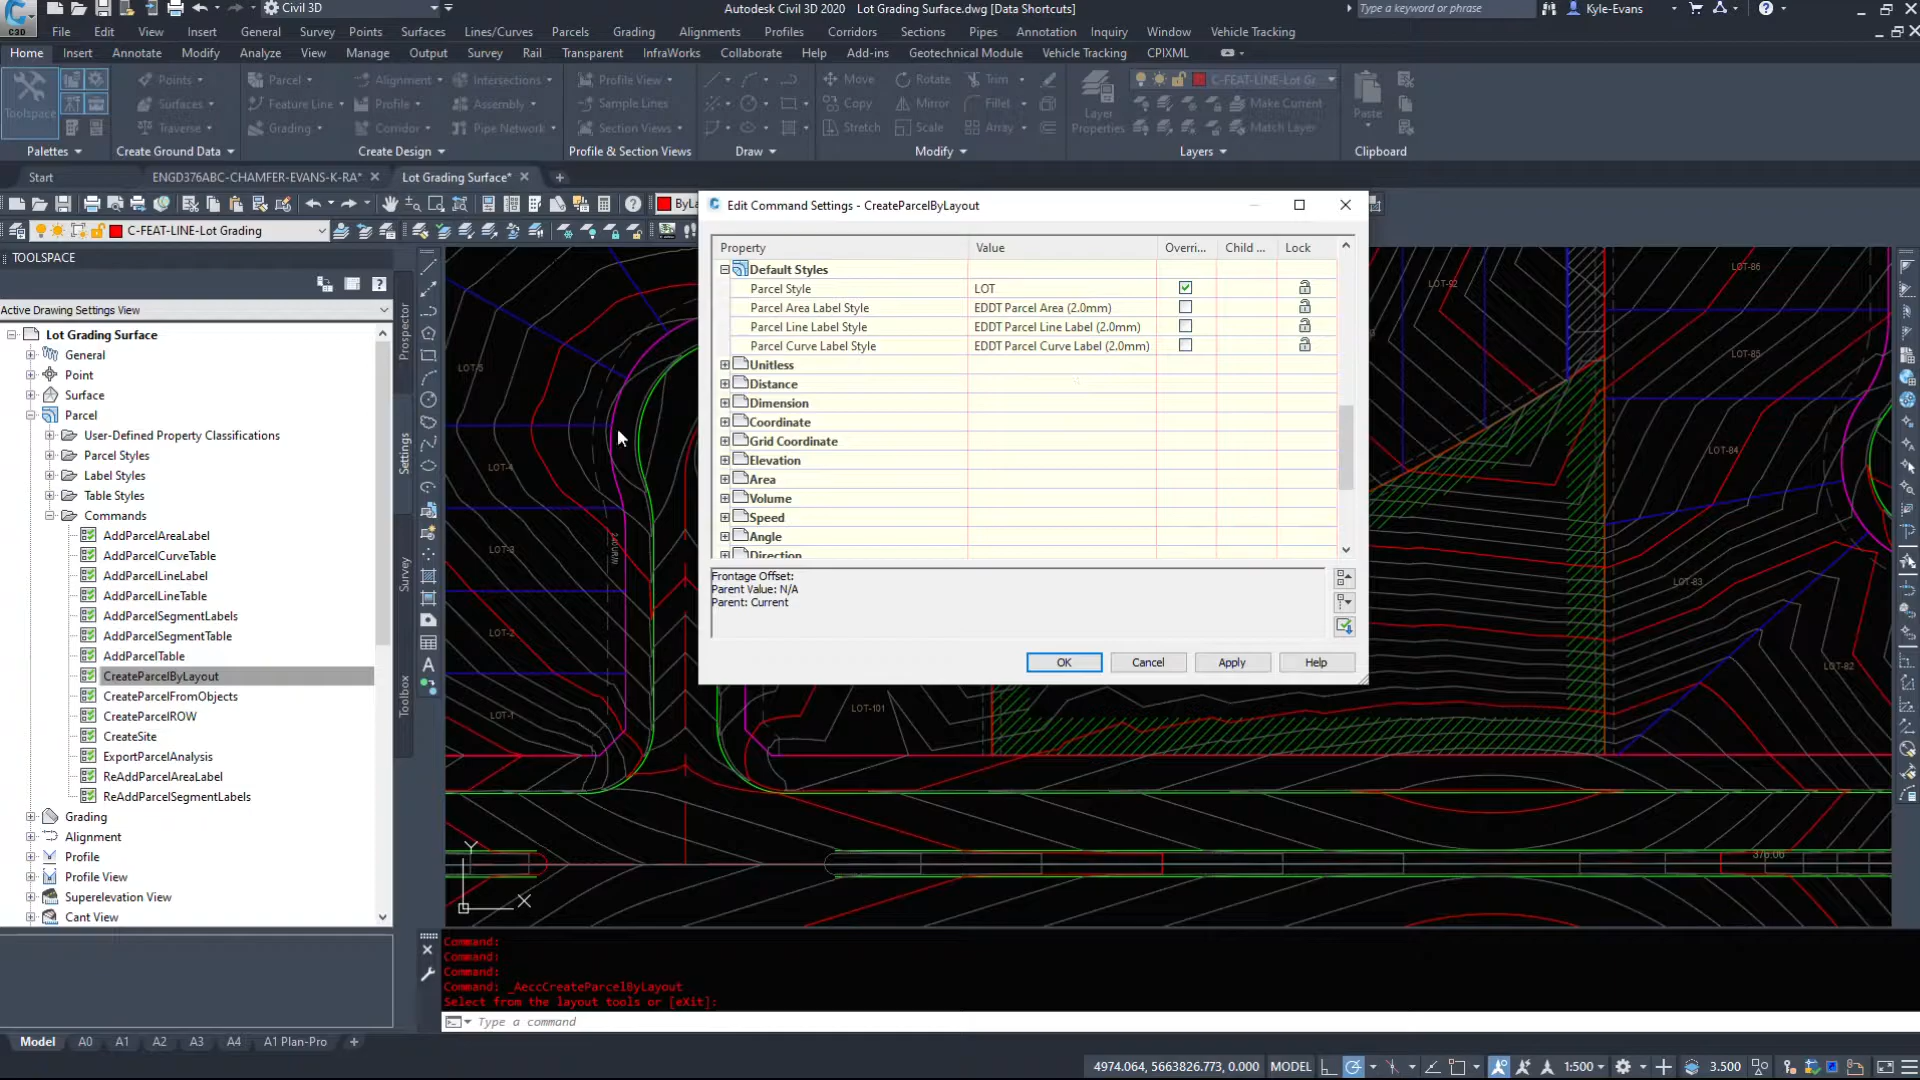 Civil 3D
Autodesk Civil 3D 2020 Lot Grading Surface.dwg [Data Shortcuts]
Type a keyword or phrase
Kyle-Evans
C3D
File Edit View Insert General Survey Points Surfaces Lines/Curves Parcels Grading Alignments Profiles Corridors Sections Pipes Annotation Inquiry Window Vehicle Tracking
Home Insert Annotate Modify Analyze View Manage Output Survey Rail Transparent InfraWorks Collaborate Help Add-ins Geotechnical Module Vehicle Tracking CPIXML
Toolspace
Points
Surfaces
Traverse
Parcel
Feature Line
Grading
Alignment
Profile
Corridor
Intersections
Assembly
Pipe Network
Profile View
Sample Lines
Section Views
Move
Copy
Stretch
Rotate
Mirror
Scale
Trim
Fillet
Array
Layer Properties
C-FEAT-LINE-Lot Gr
Make Current
Match Layer
Paste
Palettes
Create Ground Data
Create Design
Profile & Section Views
Draw
Modify
Layers
Clipboard
Start
ENGD376ABC-CHAMFER-EVANS-K-RA*
Lot Grading Surface*
ByLa
C-FEAT-LINE-Lot Grading
TOOLSPACE
Active Drawing Settings View
Lot Grading Surface
General
Point
Surface
Parcel
User-Defined Property Classifications
Parcel Styles
Label Styles
Table Styles
Commands
AddParcelAreaLabel
AddParcelCurveTable
AddParcelLineLabel
AddParcelLineTable
AddParcelSegmentLabels
AddParcelSegmentTable
AddParcelTable
CreateParcelByLayout
CreateParcelFromObjects
CreateParcelROW
CreateSite
ExportParcelAnalysis
ReAddParcelAreaLabel
ReAddParcelSegmentLabels
Grading
Alignment
Profile
Profile View
Superelevation View
Cant View
Prospector
Settings
Survey
Toolbox
Edit Command Settings - CreateParcelByLayout
Property Value Overri... Child ... Lock
Default Styles
Parcel Style LOT
Parcel Area Label Style EDDT Parcel Area (2.0mm)
Parcel Line Label Style EDDT Parcel Line Label (2.0mm)
Parcel Curve Label Style EDDT Parcel Curve Label (2.0mm)
Unitless
Distance
Dimension
Coordinate
Grid Coordinate
Elevation
Area
Volume
Speed
Angle
Direction
Frontage Offset:
Parent Value: N/A
Parent: Current
OK Cancel Apply Help
LOT-5
LOT-4
LOT-3
LOT-2
LOT-1
LOT-101
LOT-92
LOT-86
LOT-85
LOT-84
LOT-83
LOT-82
376.00
Y
X
Command:
Command:
Command:
Command: _AeccCreateParcelByLayout
Select from the layout tools or [eXit]:
Type a command
Model A0 A1 A2 A3 A4 A1 Plan-Pro
4974.064, 5663826.773, 0.000 MODEL 1:500 3.500